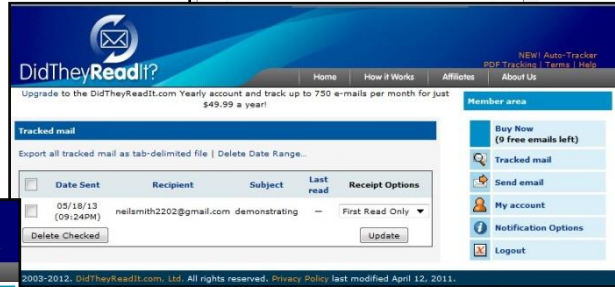 DidTheyReadIt?
NEW! Auto-Tracker
PDF Tracking | Terms | Help
Home How it Works Affiliates About Us
Upgrade to the DidTheyReadIt.com Yearly account and track up to 750 e-mails per month for just
$49.99 a year!
Tracked mail
Export all tracked mail as tab-delimited file | Delete Date Range...
Date Sent Recipient Subject Last read Receipt Options
05/18/13 (09:24PM) neilsmith2202@gmail.com demonstrating — First Read Only
Delete Checked Update
Member area
Buy Now
(9 free emails left)
Tracked mail
Send email
My account
Notification Options
Logout
2003-2012. DidTheyReadIt.com, Ltd. All rights reserved. Privacy Policy last modified April 12, 2011.